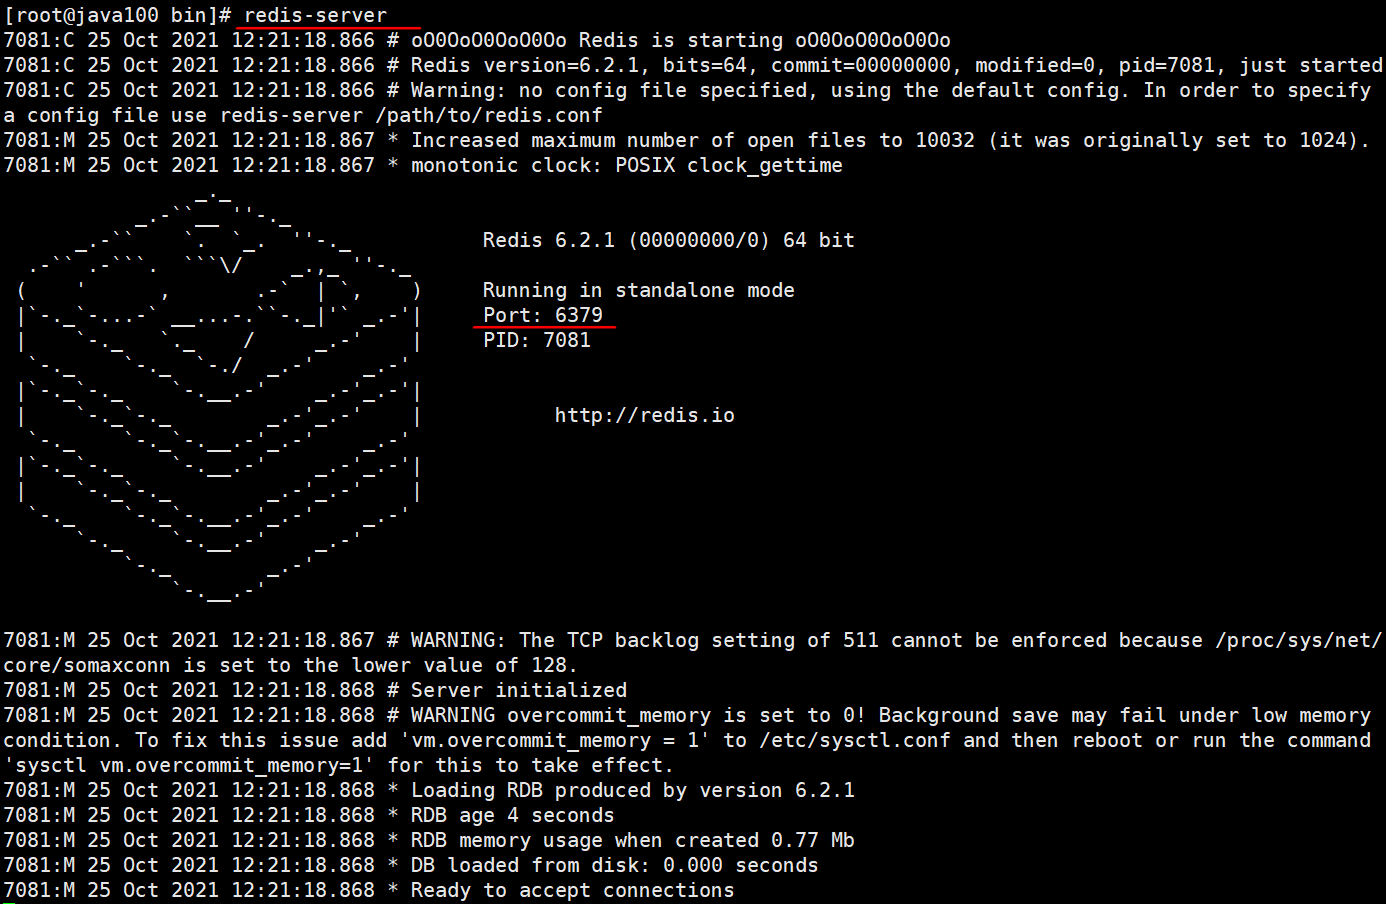 [root@java100 bin]# redis-server
7081:C 25 Oct 2021 12:21:18.866 # oO0OoO0OoO0Oo Redis is starting oO0OoO0OoO0Oo
7081:C 25 Oct 2021 12:21:18.866 # Redis version=6.2.1, bits=64, commit=00000000, modified=0, pid=7081, just started
7081:C 25 Oct 2021 12:21:18.866 # Warning: no config file specified, using the default config. In order to specify
a config file use redis-server /path/to/redis.conf
7081:M 25 Oct 2021 12:21:18.867 * Increased maximum number of open files to 10032 (it was originally set to 1024).
7081:M 25 Oct 2021 12:21:18.867 * monotonic clock: POSIX clock_gettime
Redis 6.2.1 (00000000/0) 64 bit
Running in standalone mode
Port: 6379
PID: 7081
http://redis.io
7081:M 25 Oct 2021 12:21:18.867 # WARNING: The TCP backlog setting of 511 cannot be enforced because /proc/sys/net/
core/somaxconn is set to the lower value of 128.
7081:M 25 Oct 2021 12:21:18.868 # Server initialized
7081:M 25 Oct 2021 12:21:18.868 # WARNING overcommit_memory is set to 0! Background save may fail under low memory
condition. To fix this issue add 'vm.overcommit_memory = 1' to /etc/sysctl.conf and then reboot or run the command
'sysctl vm.overcommit_memory=1' for this to take effect.
7081:M 25 Oct 2021 12:21:18.868 * Loading RDB produced by version 6.2.1
7081:M 25 Oct 2021 12:21:18.868 * RDB age 4 seconds
7081:M 25 Oct 2021 12:21:18.868 * RDB memory usage when created 0.77 Mb
7081:M 25 Oct 2021 12:21:18.868 * DB loaded from disk: 0.000 seconds
7081:M 25 Oct 2021 12:21:18.868 * Ready to accept connections